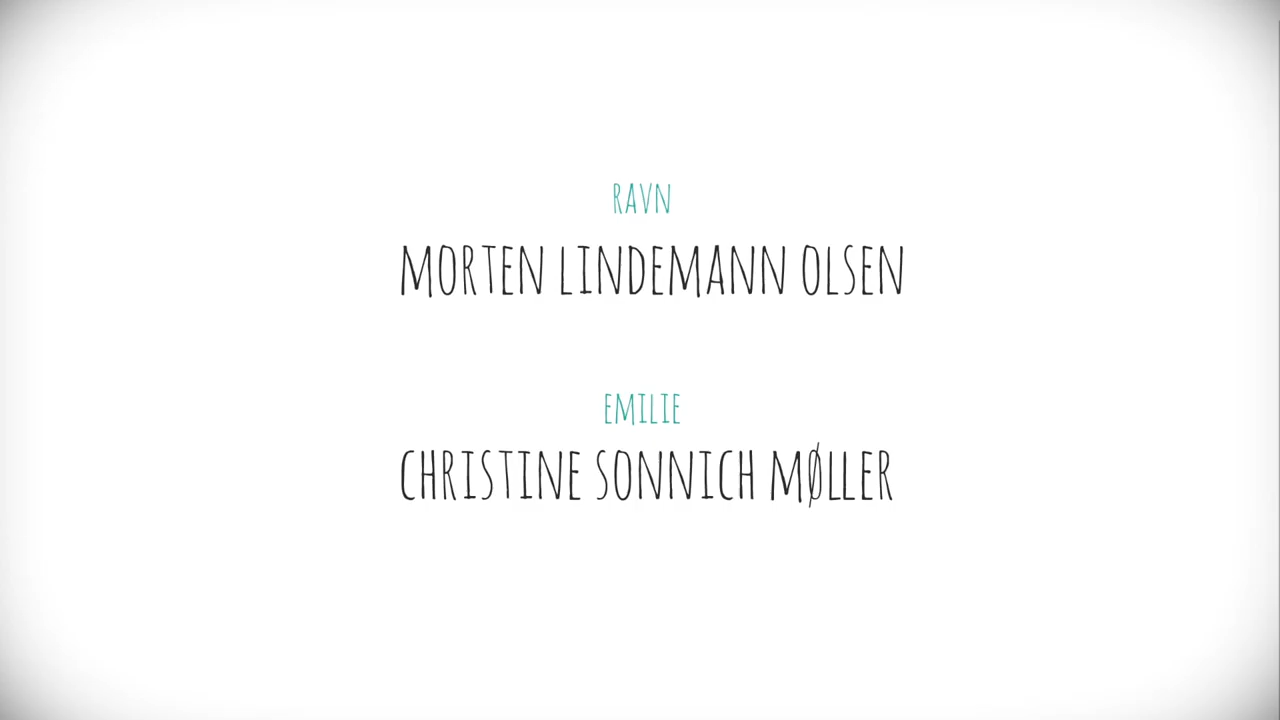 RAVN
MORTEN LINDEMANN OLSEN
EMILIE
CHRISTINE SONNICH MØLLER